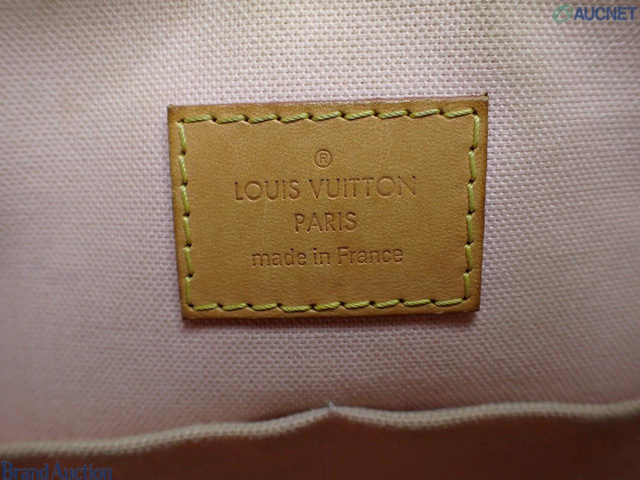 AUCNET
®
LOUIS VUITTON
PARIS
made in France
Brand Auction